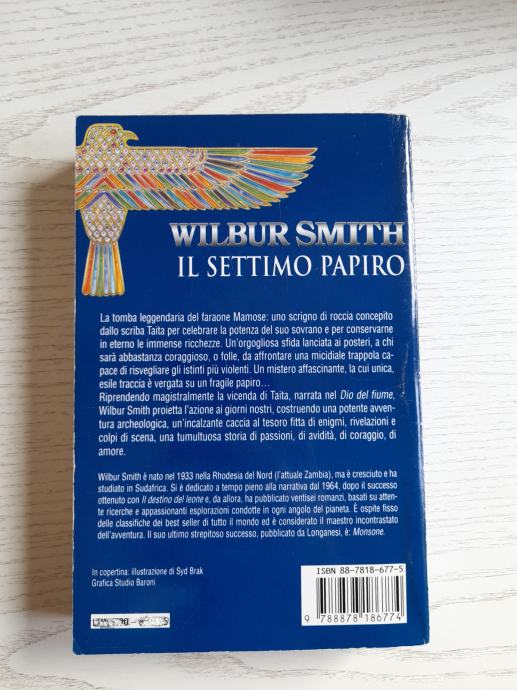 WILBUR SMITH
IL SETTIMO PAPIRO
La tomba leggendaria del faraone Mamose: uno scrigno di roccia concepito
dallo scriba Taita per celebrare la potenza del suo sovrano e per conservarne
in eterno le immense ricchezze. Un'orgogliosa sfida lanciata ai posteri, a chi
sarà abbastanza coraggioso, o folle, da affrontare una micidiale trappola ca-
pace di risvegliare gli istinti più violenti. Un mistero affascinante, la cui unica,
esile traccia è vergata su un fragile papiro...
Riprendendo magistralmente la vicenda di Taita, narrata nel Dio del fiume,
Wilbur Smith proietta l'azione ai giorni nostri, costruendo una potente avven-
tura archeologica, un'incalzante caccia al tesoro fitta di enigmi, rivelazioni e
colpi di scena, una tumultuosa storia di passioni, di avidità, di coraggio, di
amore.
Wilbur Smith è nato nel 1933 nella Rhodesia del Nord (l'attuale Zambia), ma è cresciuto e ha
studiato in Sudafrica. Si è dedicato a tempo pieno alla narrativa dal 1964, dopo il successo
ottenuto con Il destino del leone e, da allora, ha pubblicato ventisei romanzi, basati su atten-
te ricerche e appassionanti esplorazioni condotte in ogni angolo del pianeta. È ospite fisso
delle classifiche dei best seller di tutto il mondo ed è considerato il maestro incontrastato
dell'avventura. Il suo ultimo strepitoso successo, pubblicato è da Longanesi, è: Monsone.
In copertina: illustrazione di Syd Brak
Grafica Studio Baroni
ISBN 88-7818-677-5
9 788878 186774